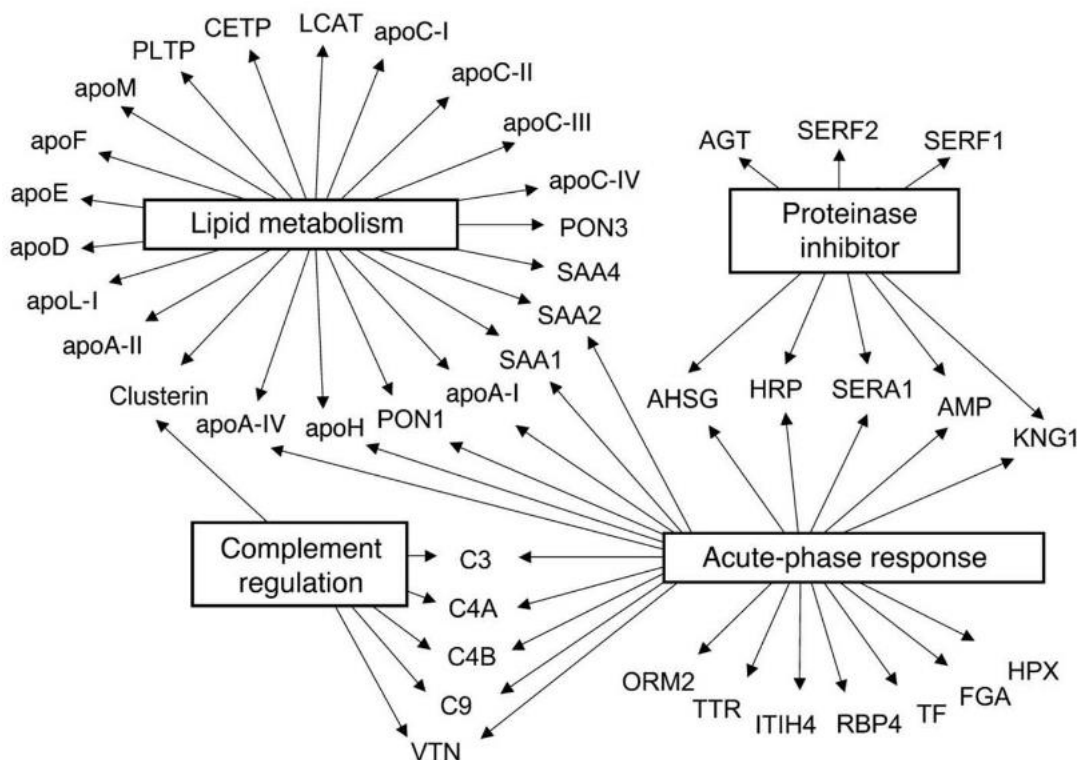 LCAT
CETP
apoC-I
PLTP
apoM
apoC-II
apoF
apoC-III
AGT
SERF2
SERF1
apoE
apoC-IV
Lipid metabolism
PON3
Proteinase
inhibitor
apoD
SAA4
apoL-I
SAA2
apoA-II
SAA1
Clusterin
apoA-I
AHSG
HRP
SERA1
AMP
apoA-IV
apoH
PON1
KNG1
Complement
regulation
C3
Acute-phase response
C4A
C4B
C9
VTN
ORM2
TTR
ITIH4
RBP4
TF
FGA
HPX